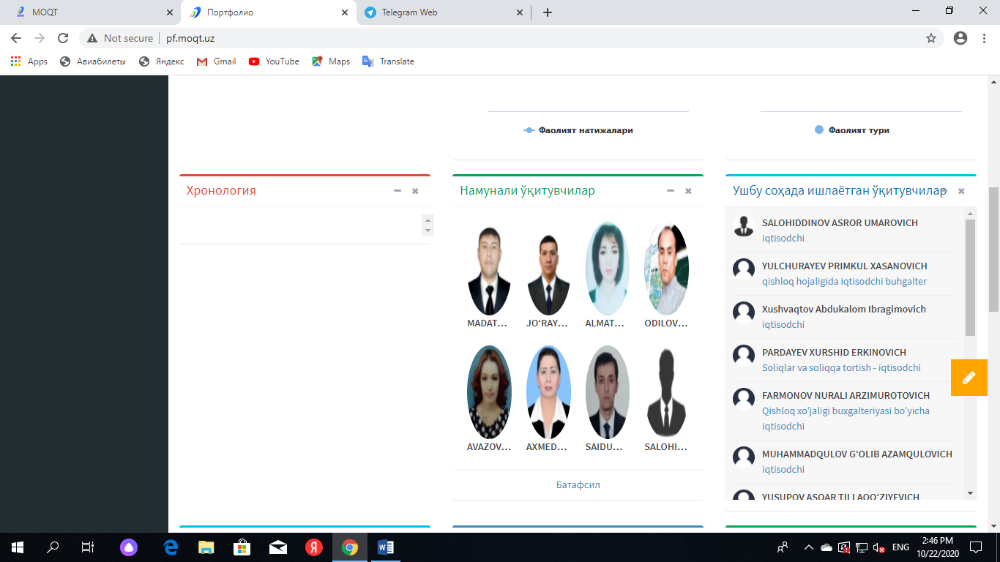 MOQT
Портфолио
Telegram Web
Not secure
pf.moqt.uz
Apps
Авиабилеты
Яндекс
Gmail
YouTube
Maps
Translate
Фаолият натижалари
Фаолият тури
Хронология
Намунали ўқитувчилар
MADAT...
JO‘RAY...
ALMAT...
ODILOV...
AVAZOV...
AXMED...
SAIDU...
SALOHI...
Батафсил
Ушбу соҳада ишлаётган ўқитувчилар
SALOHIDDINOV ASROR UMAROVICH
iqtisodchi
YULCHURAYEV PRIMKUL XASANOVICH
qishloq hojaligida iqtisodchi buhgalter
Xushvaqtov Abdukalom Ibragimovich
iqtisodchi
PARDAYEV XURSHID ERKINOVICH
Soliqlar va soliqqa tortish - iqtisodchi
FARMONOV NURALI ARZIMUROTOVICH
Qishloq xo'jaligi buxgalteriyasi bo'yicha
iqtisodchi
MUHAMMADQULOV G‘OLIB AZAMQULOVICH
iqtisodchi
YUSUPOV ASQAR TILLAQO‘ZIYEVICH
ENG
2:46 PM
10/22/2020